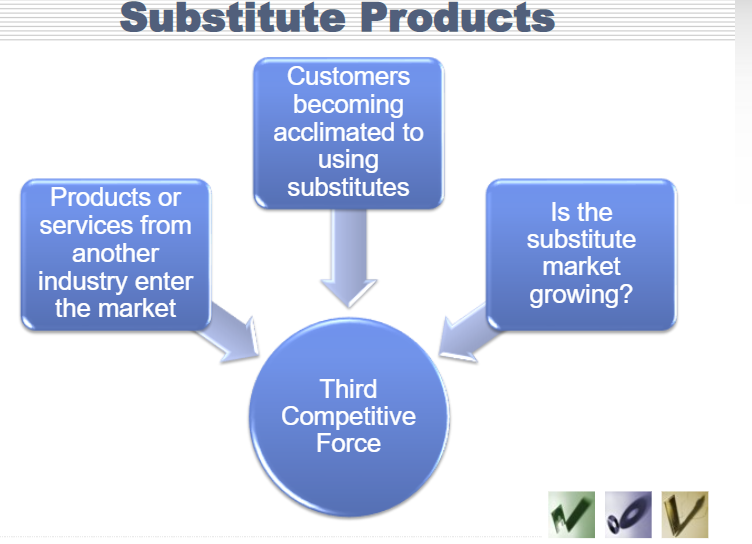 Substitute Products
Customers
becoming
acclimated to
using
substitutes
Products or
services from
another
industry enter
the market
Is the
substitute
market
growing?
Third
Competitive
Force